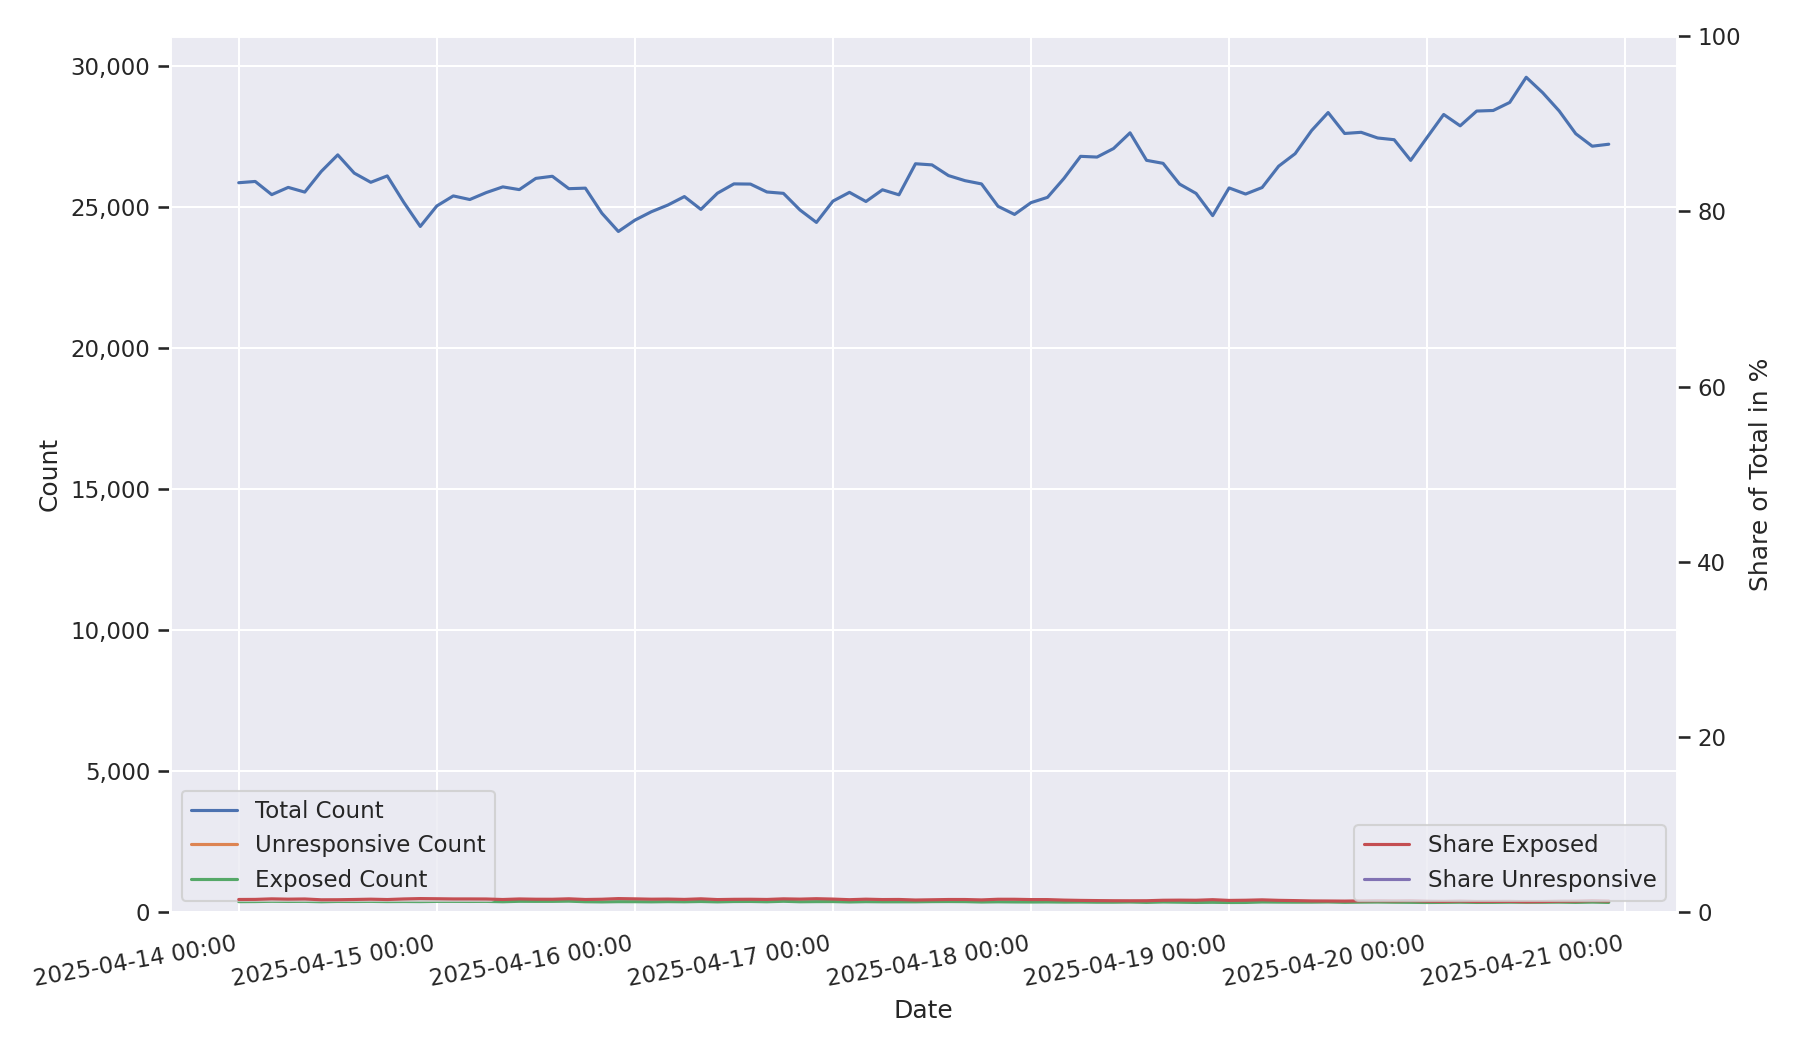 30,000
25,000
20,000
15,000
10,000
5,000
0
Count
100
80
60
40
20
0
Share of Total in %
Total Count
Unresponsive Count
Exposed Count
Share Exposed
Share Unresponsive
2025-04-14 00:00
2025-04-15 00:00
2025-04-16 00:00
2025-04-17 00:00
2025-04-18 00:00
2025-04-19 00:00
2025-04-20 00:00
2025-04-21 00:00
Date